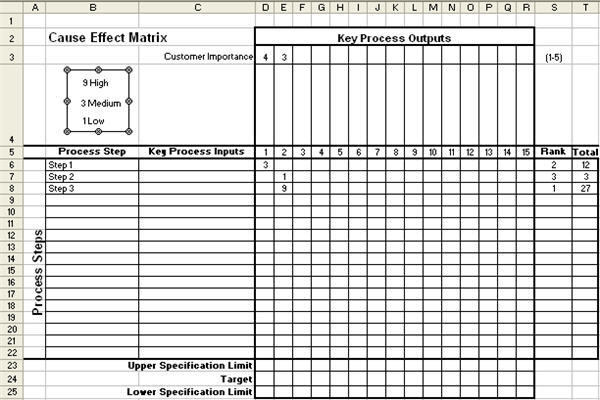 A B C D E F G H I J K L M N O P Q R S T
1
2 Cause Effect Matrix Key Process Outputs
3 Customer Importance 4 3 (1-5)
9 High
3 Medium
1 Low
4
5 Process Step Key Process Inputs 1 2 3 4 5 6 7 8 9 10 11 12 13 14 15 Rank Total
6 Step 1 3 2 12
7 Step 2 1 3 3
8 Step 3 9 1 27
9
10
11
12
13
14
15
16
17
18
19
20
21
22
Process Steps
23 Upper Specification Limit
24 Target
25 Lower Specification Limit